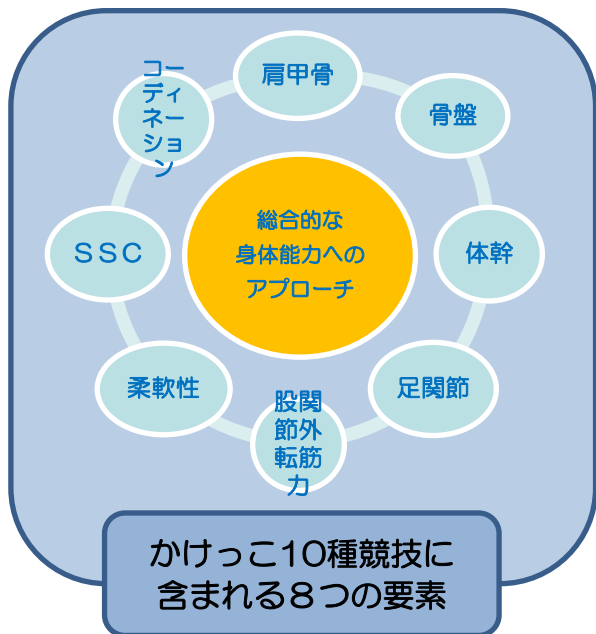 肩甲骨
骨盤
体幹
足関節
股関
節外
転筋
力
柔軟性
ＳＳＣ
コー
ディ
ネー
ショ
ン
総合的な
身体能力への
アプローチ
かけっこ10種競技に
含まれる８つの要素